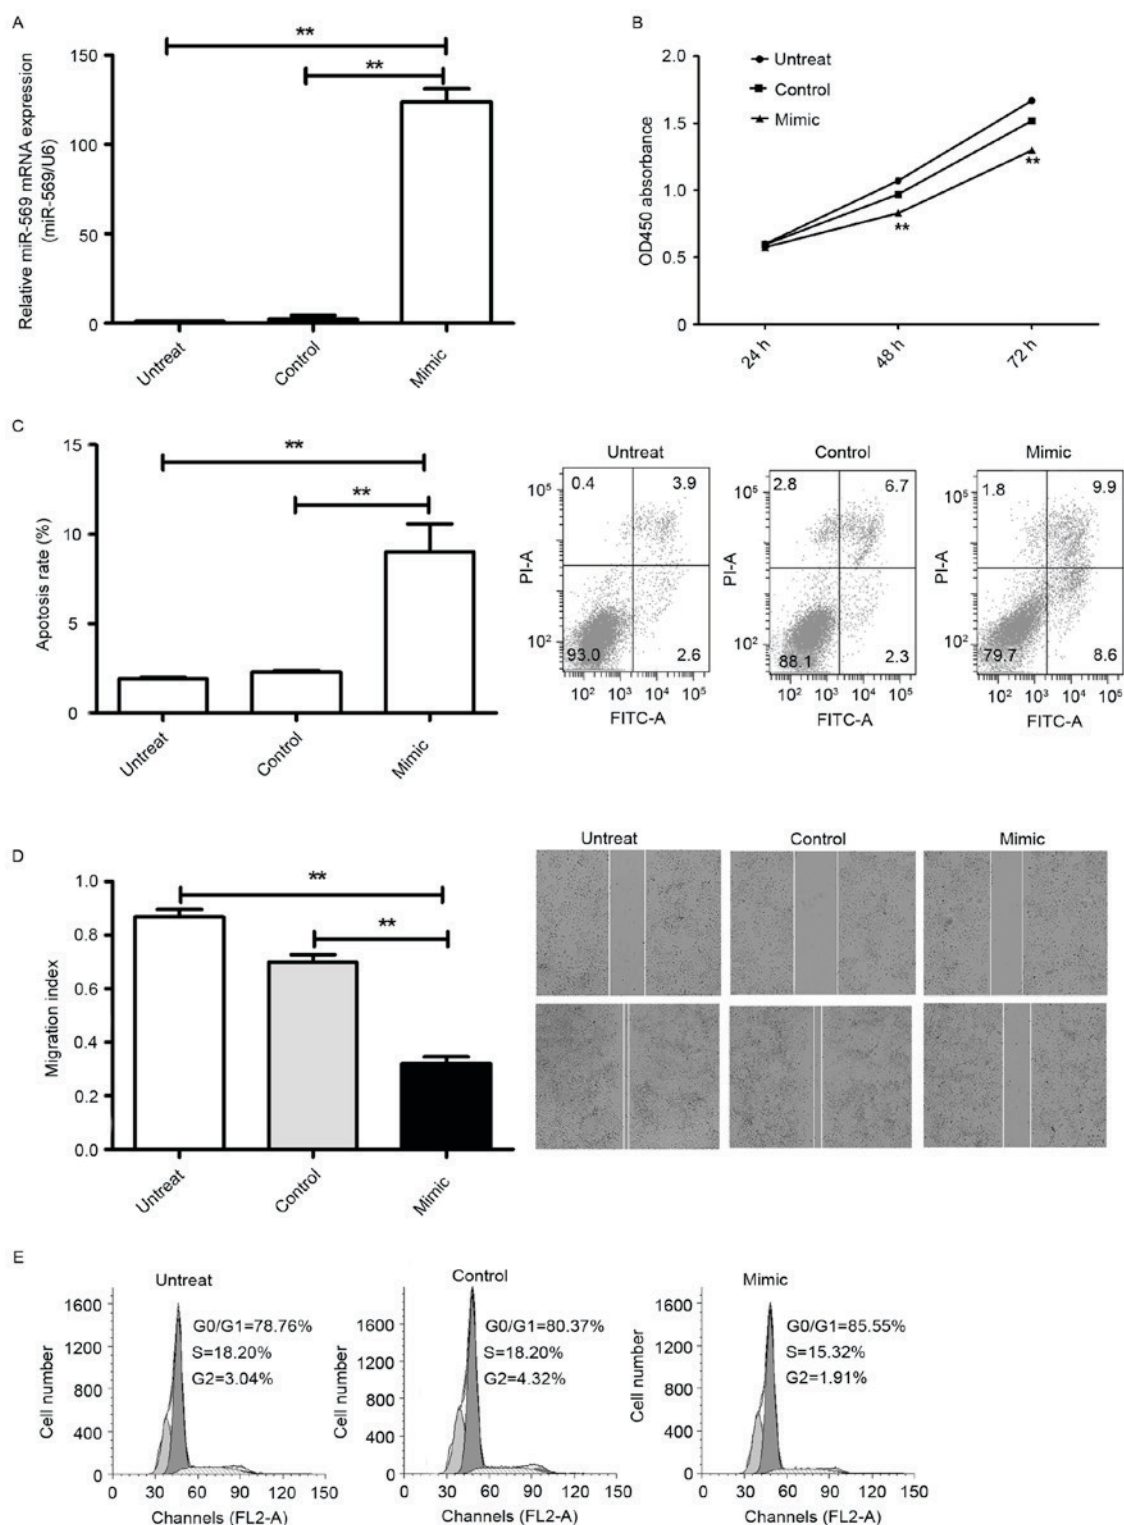 A
**
**
150
100
50
0
Relative miR-569 mRNA expression
(miR-569/U6)
Untreat
Control
Mimic
B
2.0
1.5
1.0
0.5
0
OD450 absorbance
Untreat
Control
Mimic
**
**
24 h
48 h
72 h
C
15
10
5
0
Apotosis rate (%)
**
**
Untreat
Control
Mimic
Untreat
0.4
3.9
93.0
2.6
10⁵
10²
PI-A
10² 10³ 10⁴ 10⁵
FITC-A
Control
2.8
6.7
88.1
2.3
10⁵
10²
PI-A
10² 10³ 10⁴ 10⁵
FITC-A
Mimic
1.8
9.9
79.7
8.6
10⁵
10²
PI-A
10² 10³ 10⁴ 10⁵
FITC-A
D
1.0
0.8
0.6
0.4
0.2
0.0
Migration index
**
**
Untreat
Control
Mimic
Untreat
Control
Mimic
E
Untreat
1600
1200
800
400
0
Cell number
G0/G1=78.76%
S=18.20%
G2=3.04%
0 30 60 90 120 150
Channels (FL2-A)
Control
1600
1200
800
400
0
Cell number
G0/G1=80.37%
S=18.20%
G2=4.32%
0 30 60 90 120 150
Channels (FL2-A)
Mimic
1600
1200
800
400
0
Cell number
G0/G1=85.55%
S=15.32%
G2=1.91%
0 30 60 90 120 150
Channels (FL2-A)